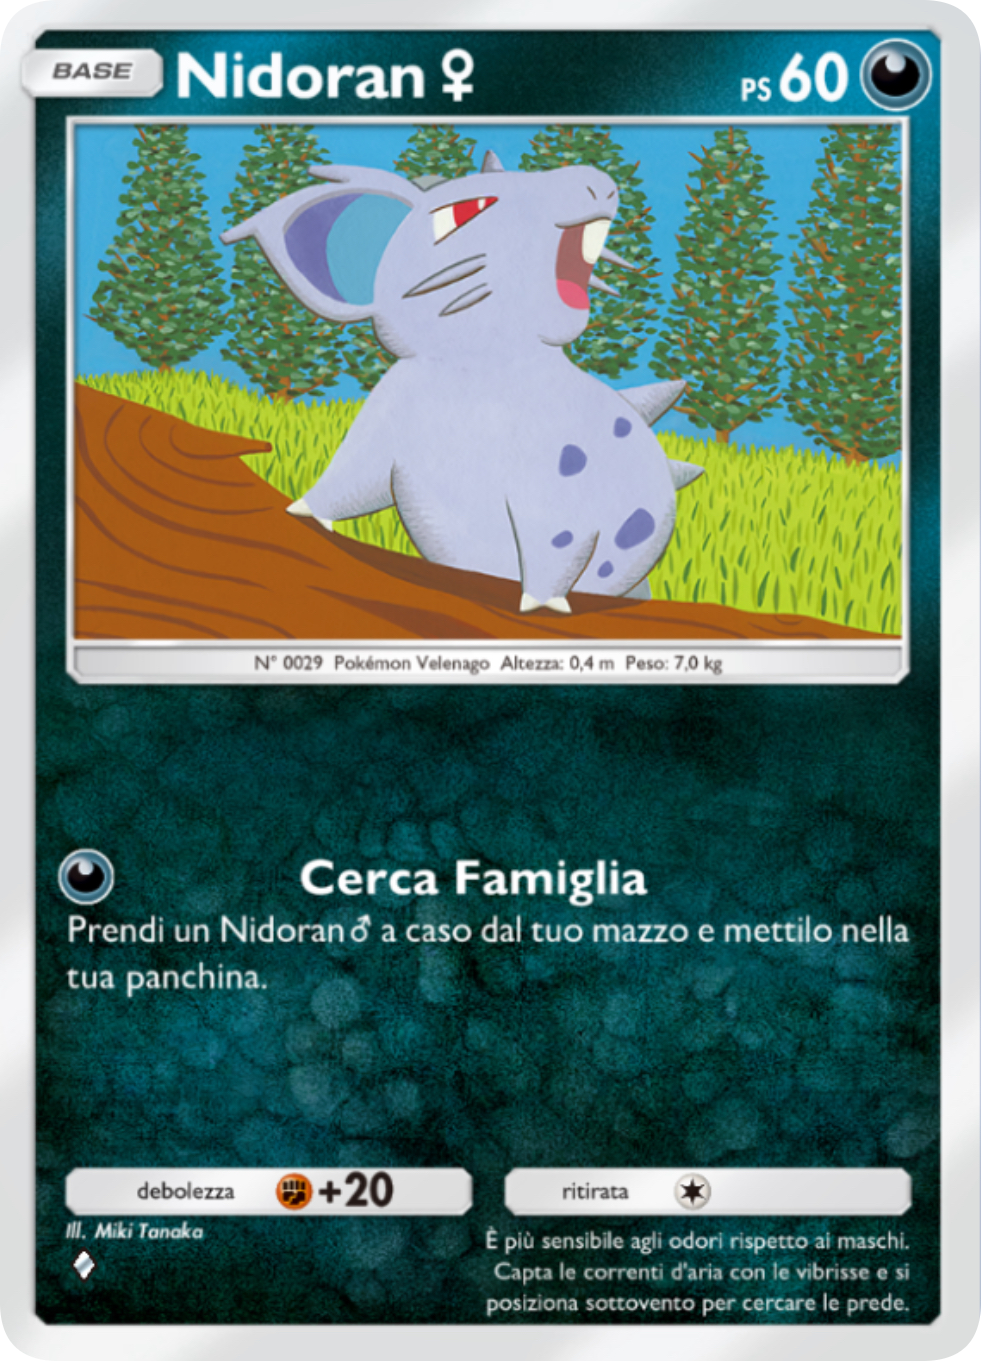 BASE
Nidoran♀
PS 60
N° 0029 Pokémon Velenago Altezza: 0,4 m Peso: 7,0 kg
Cerca Famiglia
Prendi un Nidoran♂ a caso dal tuo mazzo e mettilo nella
tua panchina.
debolezza +20
ritirata
Ill. Miki Tanaka
È più sensibile agli odori rispetto ai maschi.
Capta le correnti d'aria con le vibrisse e si
posiziona sottovento per cercare le prede.